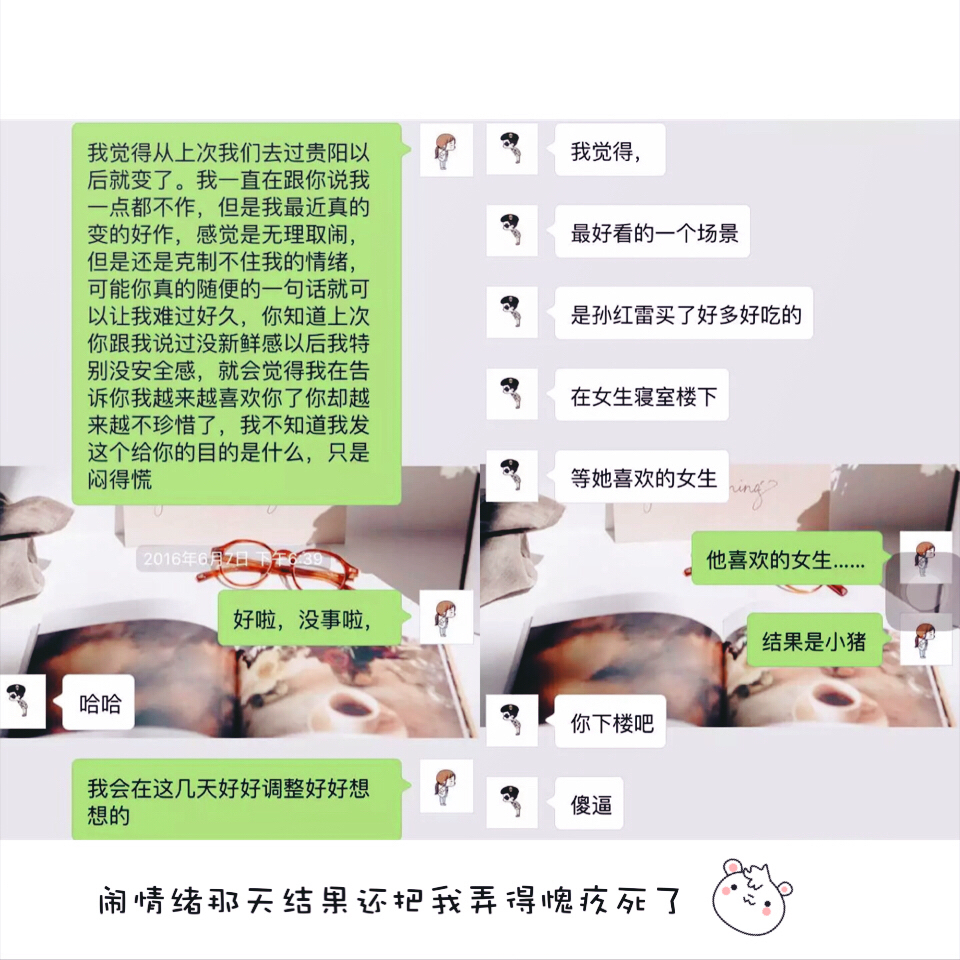 我觉得从上次我们去过贵阳以
后就变了。我一直在跟你说我
一点都不作，但是我最近真的
变的好作，感觉是无理取闹，
但是还是克制不住我的情绪，
可能你真的随便的一句话就可
以让我难过好久，你知道上次
你跟我说过没新鲜感以后我特
别没安全感，就会觉得我在告
诉你我越来越喜欢你了你却越
来越不珍惜了，我不知道我发
这个给你的目的是什么，只是
闷得慌
2016年6月7日 下午6:39
好啦，没事啦，
哈哈
我会在这几天好好调整好好想
想的
我觉得，
最好看的一个场景
是孙红雷买了好多好吃的
在女生寝室楼下
等她喜欢的女生
ning
他喜欢的女生……
结果是小猪
你下楼吧
傻逼
闹情绪那天结果还把我弄得愧疚死了